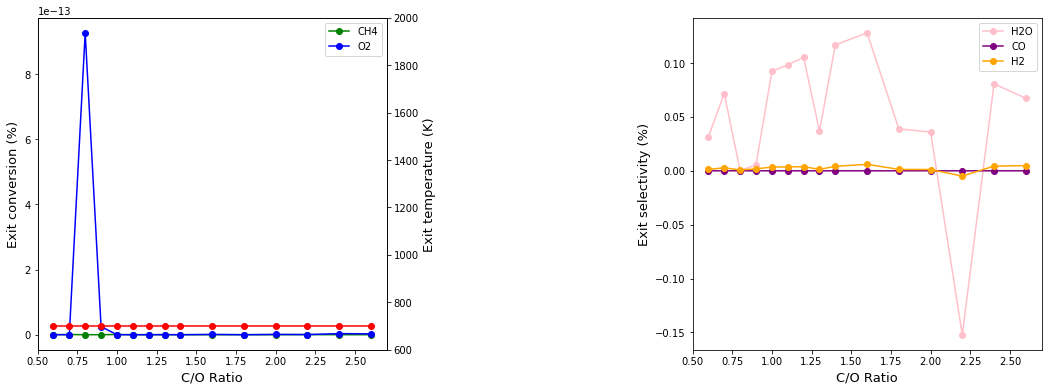 1e−13
Exit conversion (%)
8
6
4
2
0
CH4
O2
2000
1800
1600
1400
1200
1000
800
600
Exit temperature (K)
0.50 0.75 1.00 1.25 1.50 1.75 2.00 2.25 2.50
C/O Ratio
Exit selectivity (%)
0.10
0.05
0.00
−0.05
−0.10
−0.15
H2O
CO
H2
0.50 0.75 1.00 1.25 1.50 1.75 2.00 2.25 2.50
C/O Ratio